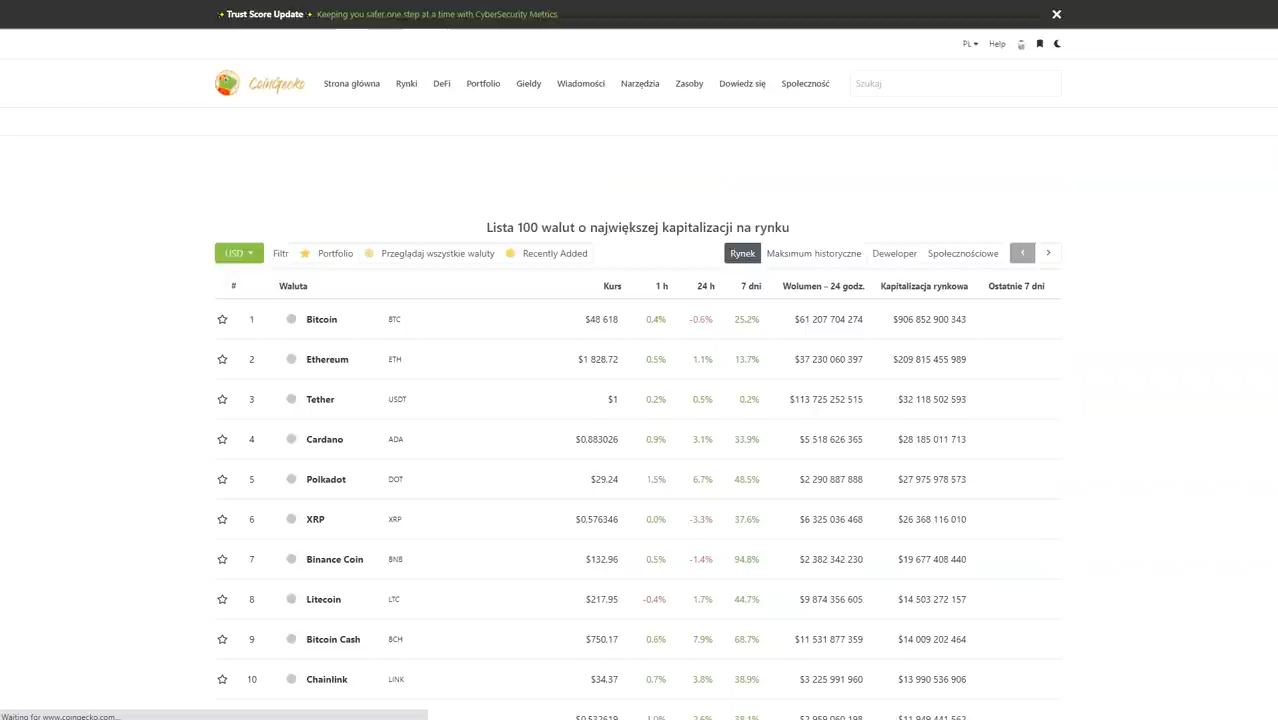 Trust Score Update Keeping you safer one step at a time with CyberSecurity Metrics
PL Help
CoinGecko Strona główna Rynki DeFi Portfolio Giełdy Wiadomości Narzędzia Zasoby Dowiedz się Społeczność Szukaj
Lista 100 walut o największej kapitalizacji na rynku
USD Filtr Portfolio Przeglądaj wszystkie waluty Recently Added Rynek Maksimum historyczne Deweloper Społecznościowe
# Waluta Kurs 1 h 24 h 7 dni Wolumen – 24 godz. Kapitalizacja rynkowa Ostatnie 7 dni
1 Bitcoin BTC $48 618 0.4% -0.6% 25.2% $61 207 704 274 $906 852 900 343
2 Ethereum ETH $1 828.72 0.5% 1.1% 13.7% $37 230 060 397 $209 815 455 989
3 Tether USDT $1 0.2% 0.5% 0.2% $113 725 252 515 $32 118 502 593
4 Cardano ADA $0,883026 0.9% 3.1% 33.9% $5 518 626 365 $28 185 011 713
5 Polkadot DOT $29.24 1.5% 6.7% 48.5% $2 290 887 888 $27 975 978 573
6 XRP XRP $0,576346 0.0% -3.3% 37.6% $6 325 036 468 $26 368 116 010
7 Binance Coin BNB $132.96 0.5% -1.4% 94.8% $2 382 342 230 $19 677 408 440
8 Litecoin LTC $217.95 -0.4% 1.7% 44.7% $9 874 356 605 $14 503 272 157
9 Bitcoin Cash BCH $750.17 0.6% 7.9% 68.7% $11 531 877 359 $14 009 202 464
10 Chainlink LINK $34.37 0.7% 3.8% 38.9% $3 225 991 960 $13 990 536 906
Waiting for www.coingecko.com...